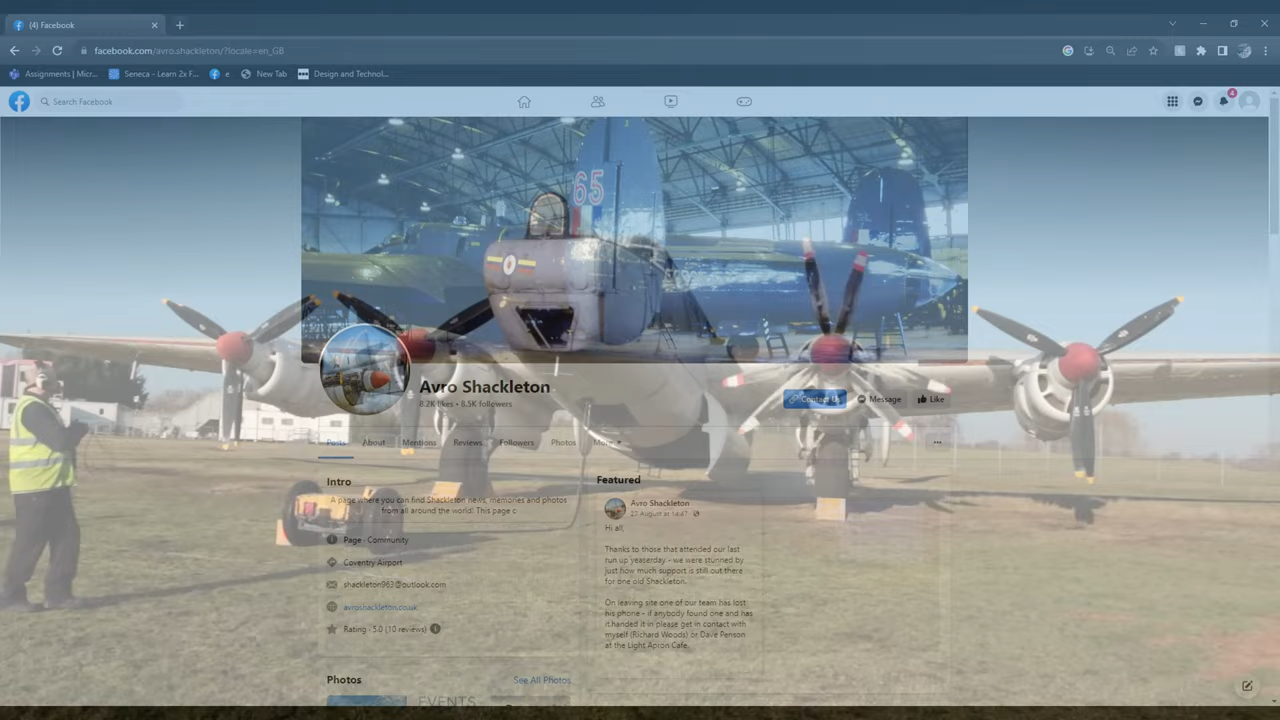 (4) Facebook
facebook.com/avro.shackleton/?locale=en_GB
Assignments | Micr...
Seneca - Learn 2x F...
e
New Tab
Design and Technol...
Search Facebook
4
65
Avro Shackleton
8.2K likes • 8.5K followers
Contact Us
Message
Like
Posts
About
Mentions
Reviews
Followers
Photos
More
Intro
A page where you can find Shackleton news, memories and photos
from all around the world! This page c
Page · Community
Coventry Airport
shackleton963@outlook.com
avroshackleton.co.uk
Rating · 5.0 (10 reviews)
Photos
See All Photos
EVENTS
Featured
Avro Shackleton
27 August at 14:47
Hi all,
Thanks to those that attended our last
run up yeaserday - we were stunned by
just how much support is still out there
for one old Shackleton.
On leaving site one of our team has lost
his phone - if anybody found one and has
it handed it in please get in contact with
myself (Richard Woods) or Dave Penson
at the Light Apron Cafe.